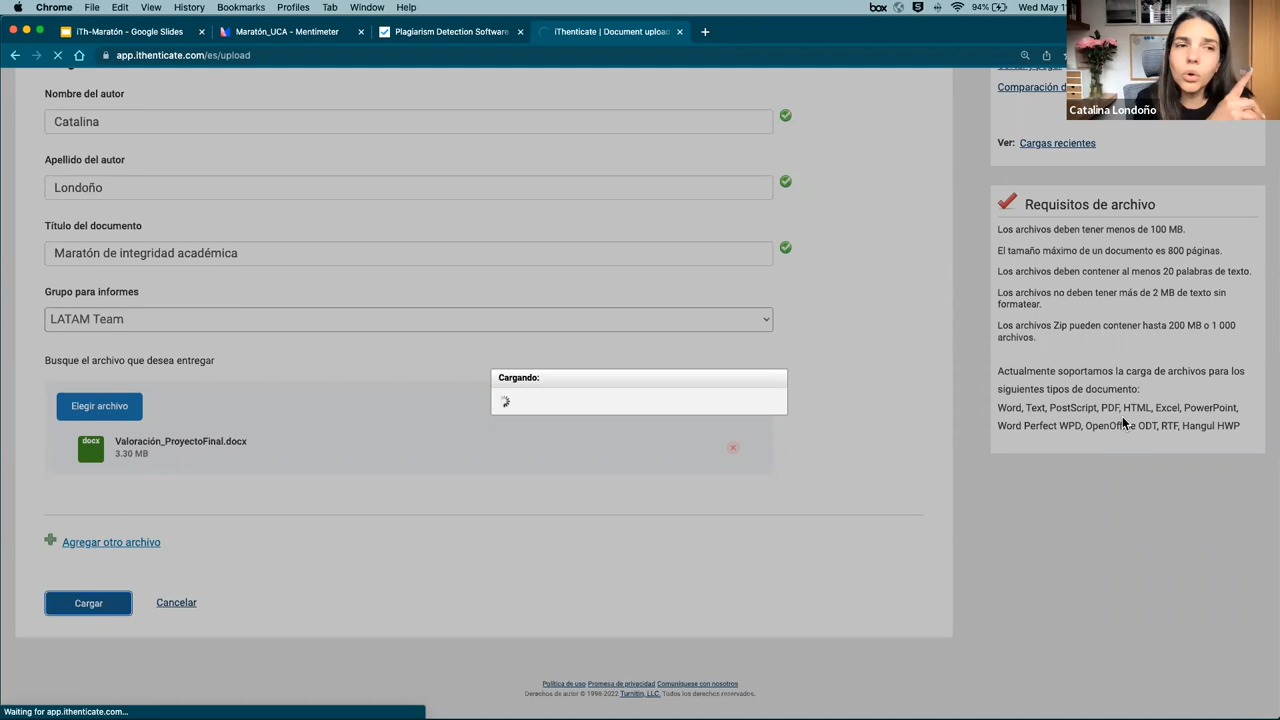 Chrome File Edit View History Bookmarks Profiles Tab Window Help box 94% Wed May 1
iTh-Maratón - Google Slides Maratón_UCA - Mentimeter Plagiarism Detection Software iThenticate | Document upload
app.ithenticate.com/es/upload
Catalina Londoño
Nombre del autor
Catalina
Apellido del autor
Londoño
Título del documento
Maratón de integridad académica
Grupo para informes
LATAM Team
Busque el archivo que desea entregar
Elegir archivo
docx
Valoración_ProyectoFinal.docx
3.30 MB
Agregar otro archivo
Cargar Cancelar
Cargando:
Comparación d
Ver: Cargas recientes
Requisitos de archivo
Los archivos deben tener menos de 100 MB.
El tamaño máximo de un documento es 800 páginas.
Los archivos deben contener al menos 20 palabras de texto.
Los archivos no deben tener más de 2 MB de texto sin
formatear.
Los archivos Zip pueden contener hasta 200 MB o 1 000
archivos.
Actualmente soportamos la carga de archivos para los
siguientes tipos de documento:
Word, Text, PostScript, PDF, HTML, Excel, PowerPoint,
Word Perfect WPD, OpenOffice ODT, RTF, Hangul HWP
Política de uso Promesa de privacidad Comuníquese con nosotros
Derechos de autor © 1998-2022 Turnitin, LLC. Todos los derechos reservados.
Waiting for app.ithenticate.com...